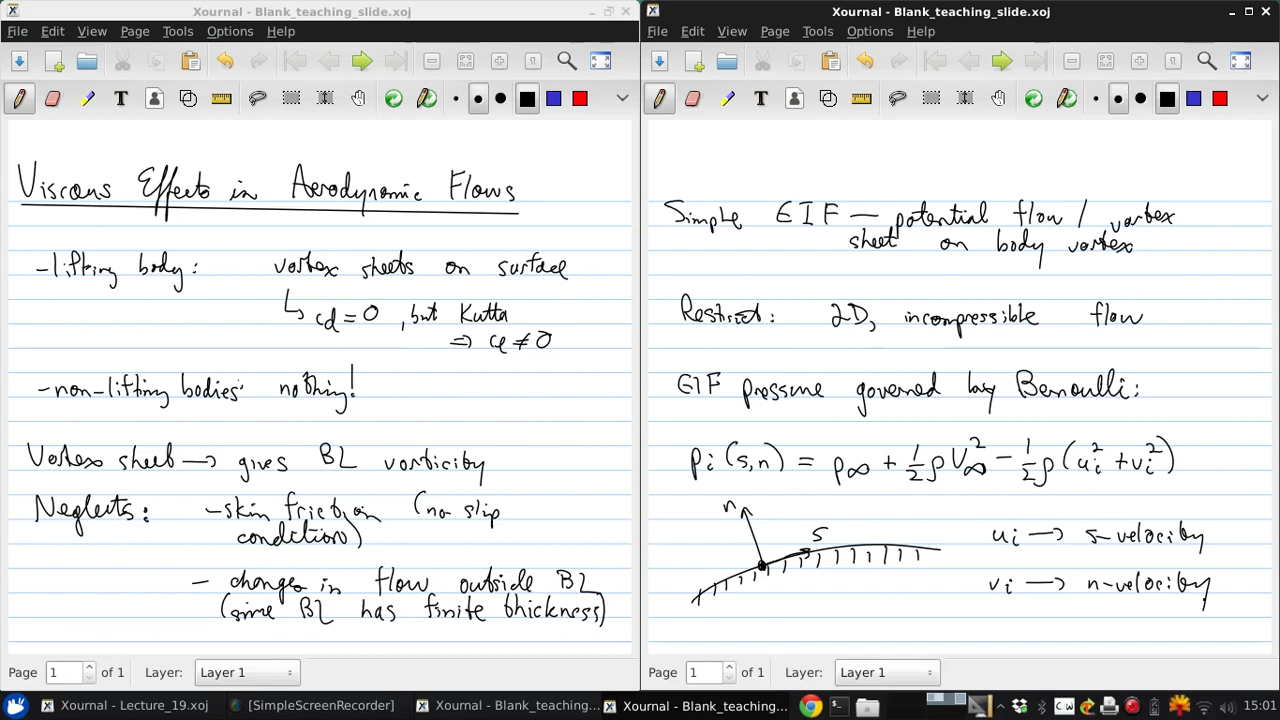 Xournal - Blank_teaching_slide.xoj
File Edit View Page Tools Options Help
Viscous Effects in Aerodynamic Flows
- lifting body: vortex sheets on surface
↳ cd = 0, but Kutta
⇒ cl ≠ 0
- non-lifting bodies: nothing!
Vortex sheet → gives BL vorticity
Neglects: - skin friction (no slip
condition)
- changes in flow outside BL
(since BL has finite thickness)
Page 1 of 1 Layer: Layer 1
Xournal - Blank_teaching_slide.xoj
File Edit View Page Tools Options Help
Simple EIF — potential flow / vortex
sheet on body vortex
Restrict: 2D, incompressible flow
EIF pressure governed by Bernoulli:
pi (s,n) = p∞ + 1/2 ρV∞² - 1/2 ρ(ui² + vi²)
n
s
ui → s-velocity
vi → n-velocity
Page 1 of 1 Layer: Layer 1
Xournal - Lecture_19.xoj [SimpleScreenRecorder] Xournal - Blank_teaching... Xournal - Blank_teaching... 15:01